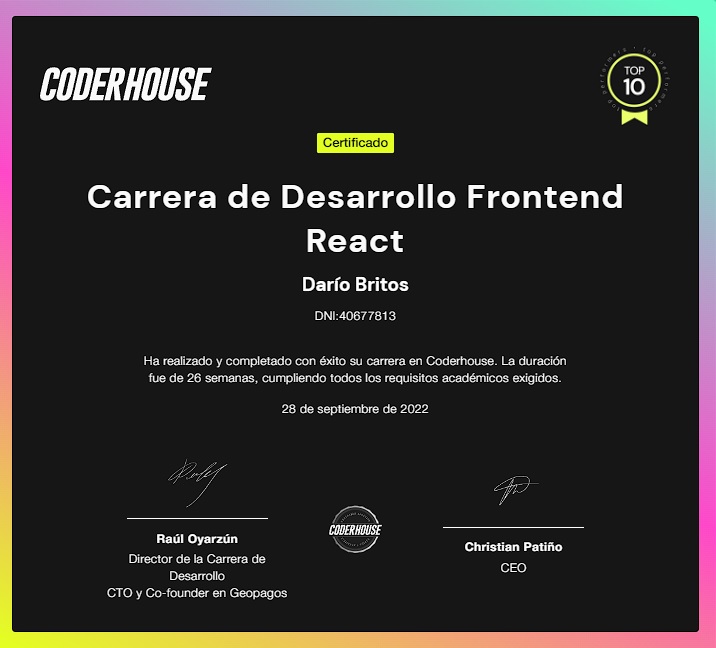 CODERHOUSE
TOP
10
Certificado
Carrera de Desarrollo Frontend
React
Darío Britos
DNI:40677813
Ha realizado y completado con éxito su carrera en Coderhouse. La duración
fue de 26 semanas, cumpliendo todos los requisitos académicos exigidos.
28 de septiembre de 2022
Raúl Oyarzún
Director de la Carrera de
Desarrollo
CTO y Co-founder en Geopagos
CODERHOUSE
Christian Patiño
CEO